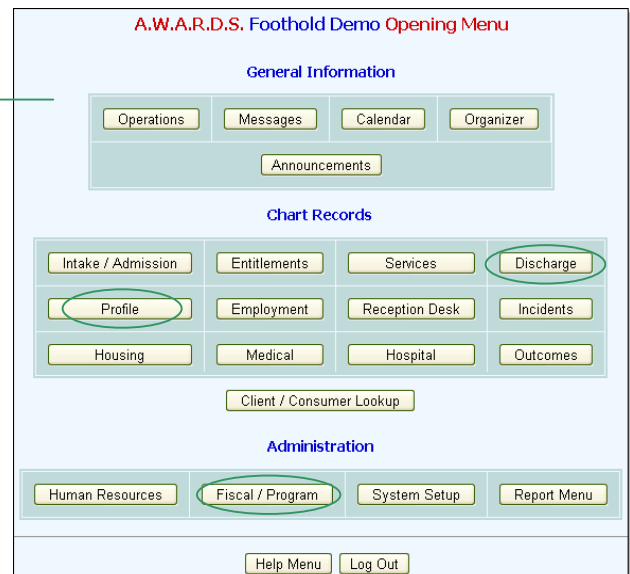 A.W.A.R.D.S. Foothold Demo Opening Menu
General Information
Operations Messages Calendar Organizer
Announcements
Chart Records
Intake / Admission Entitlements Services Discharge
Profile Employment Reception Desk Incidents
Housing Medical Hospital Outcomes
Client / Consumer Lookup
Administration
Human Resources Fiscal / Program System Setup Report Menu
Help Menu Log Out